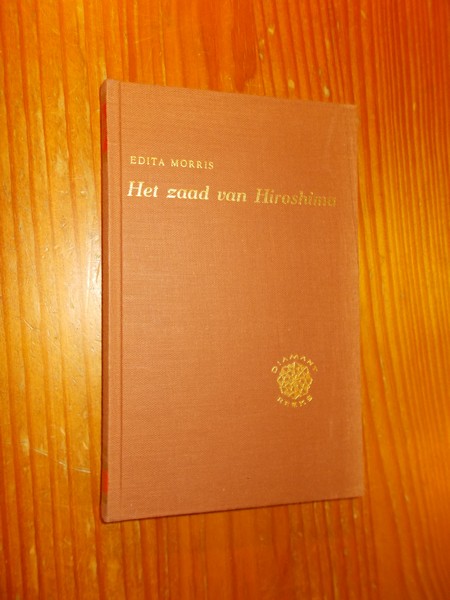 EDITA MORRIS
Het zaad van Hiroshima
DIAMANT
REEKS